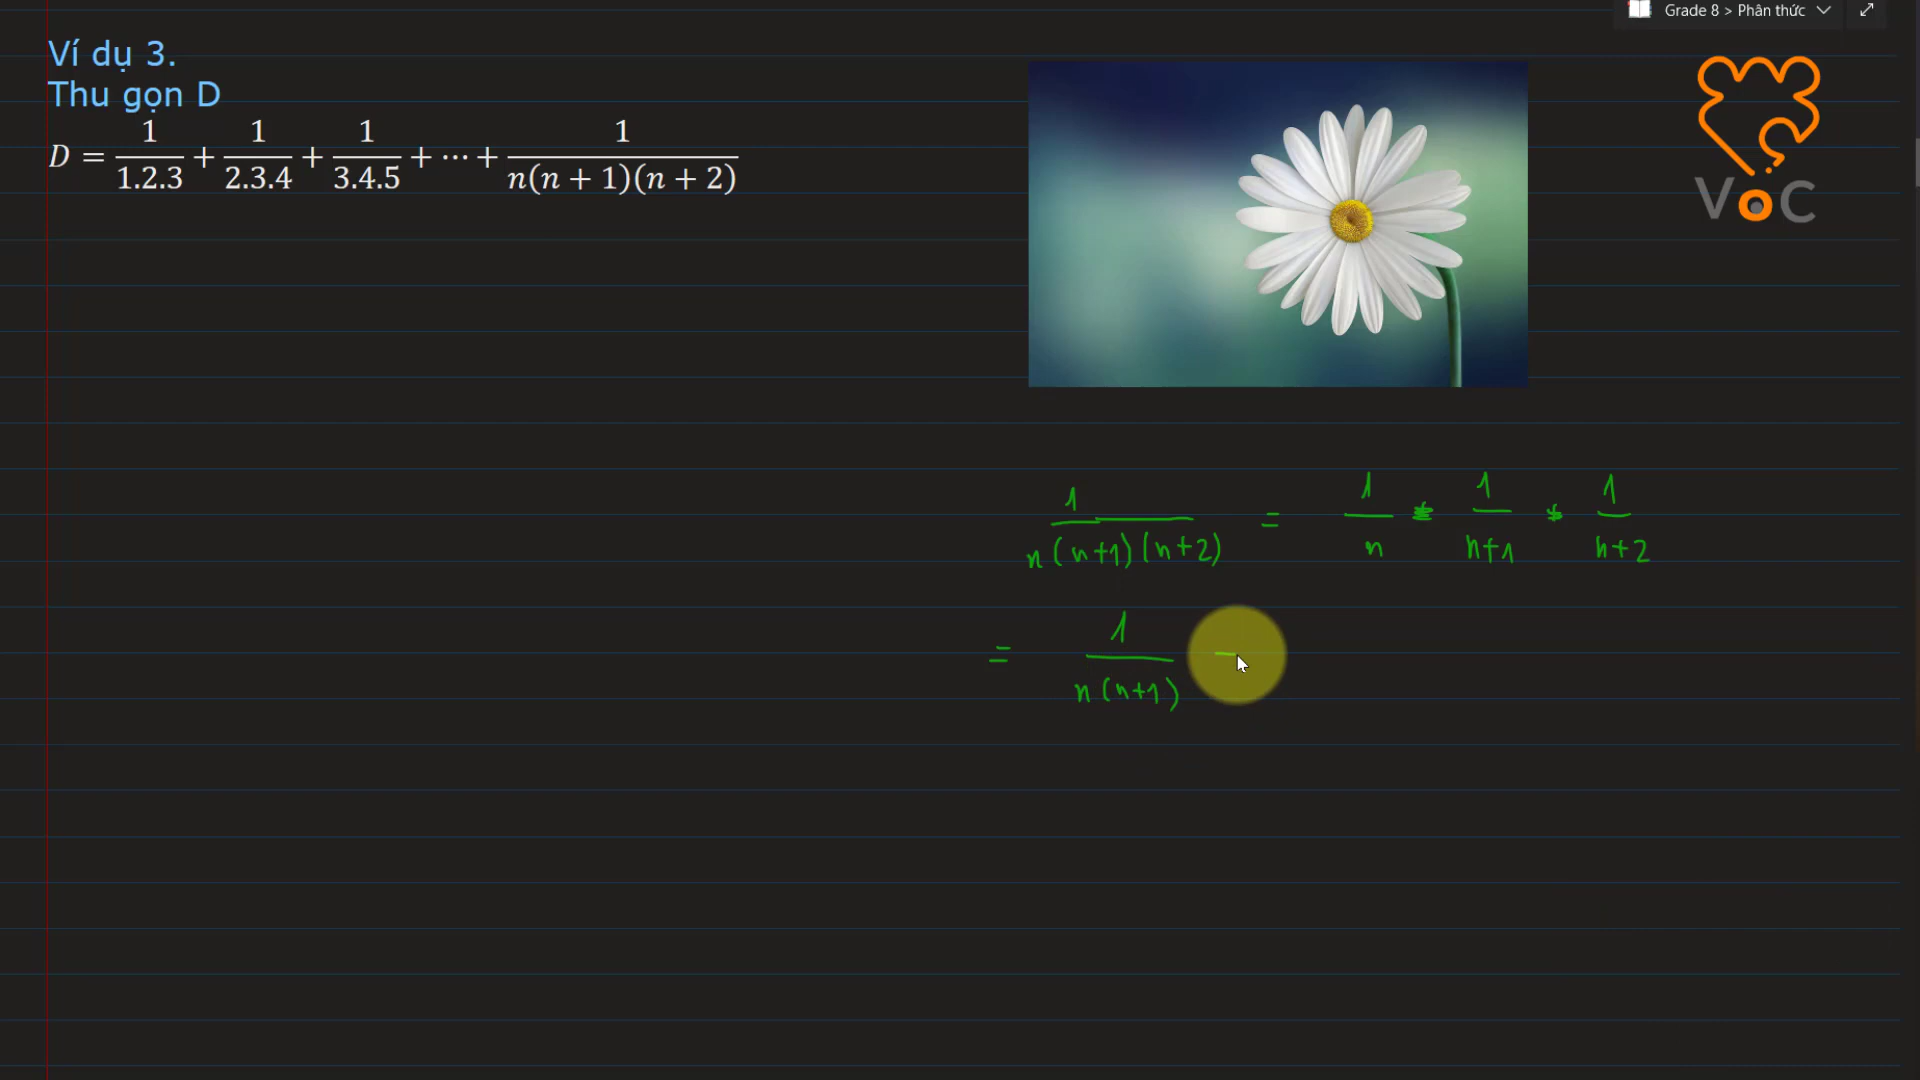 Grade 8 > Phân thức
Ví dụ 3.
Thu gọn D
D = 1/1.2.3 + 1/2.3.4 + 1/3.4.5 + ⋯ + 1/n(n + 1)(n + 2)
VOC
1/n(n+1)(n+2) = 1/n * 1/n+1 * 1/n+2
= 1/n(n+1) -